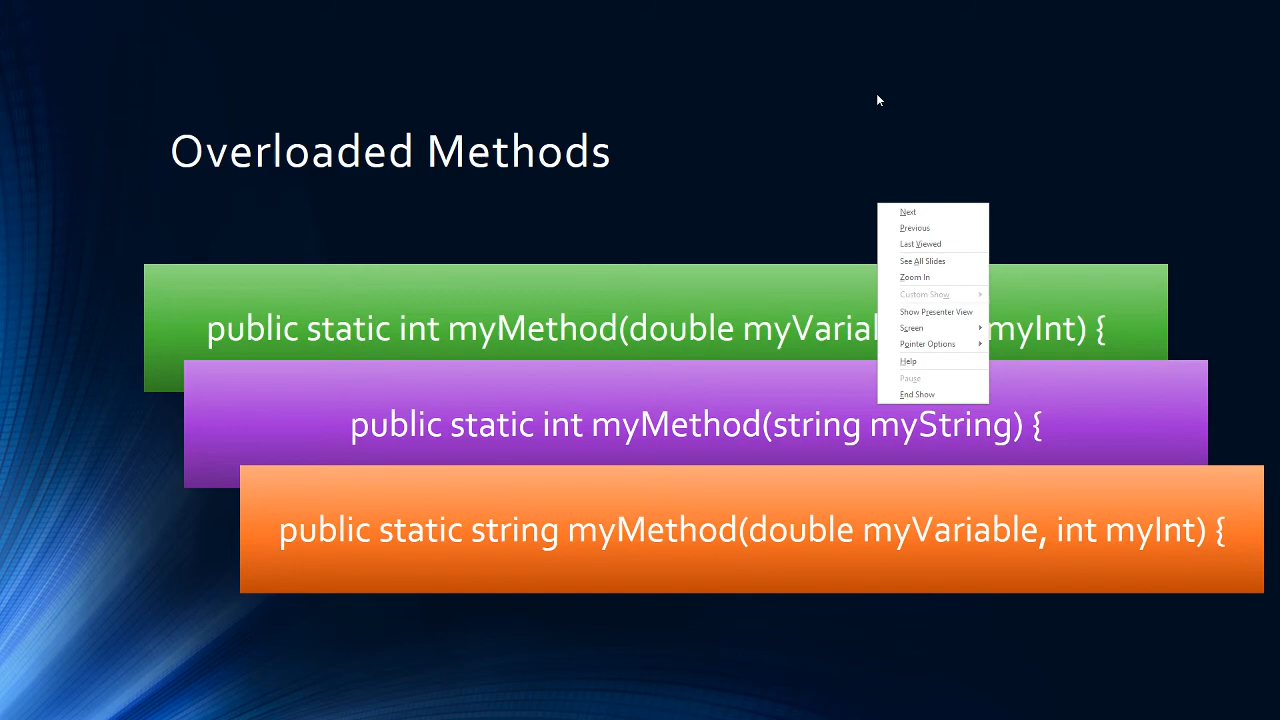 Overloaded Methods
public static int myMethod(double myVaria myInt) {
public static int myMethod(string myString) {
public static string myMethod(double myVariable, int myInt) {
Next
Previous
Last Viewed
See All Slides
Zoom In
Custom Show
Show Presenter View
Screen
Pointer Options
Help
Pause
End Show